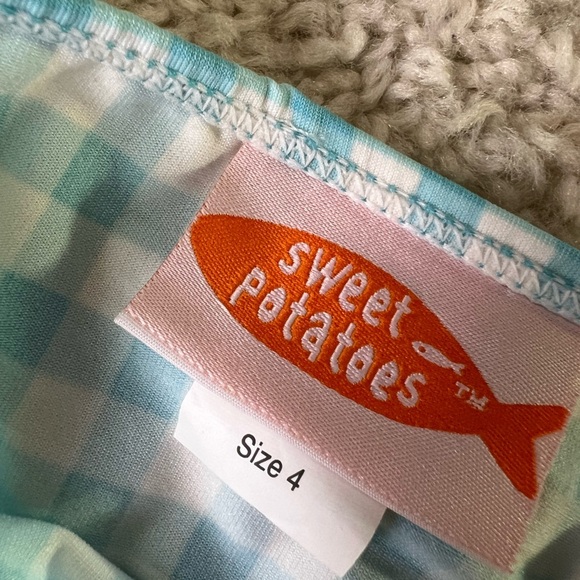 sweet
potatoes
™
Size 4